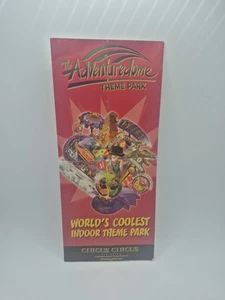 The Adventuredome
THEME PARK
WORLD'S COOLEST
INDOOR THEME PARK
CIRCUS CIRCUS